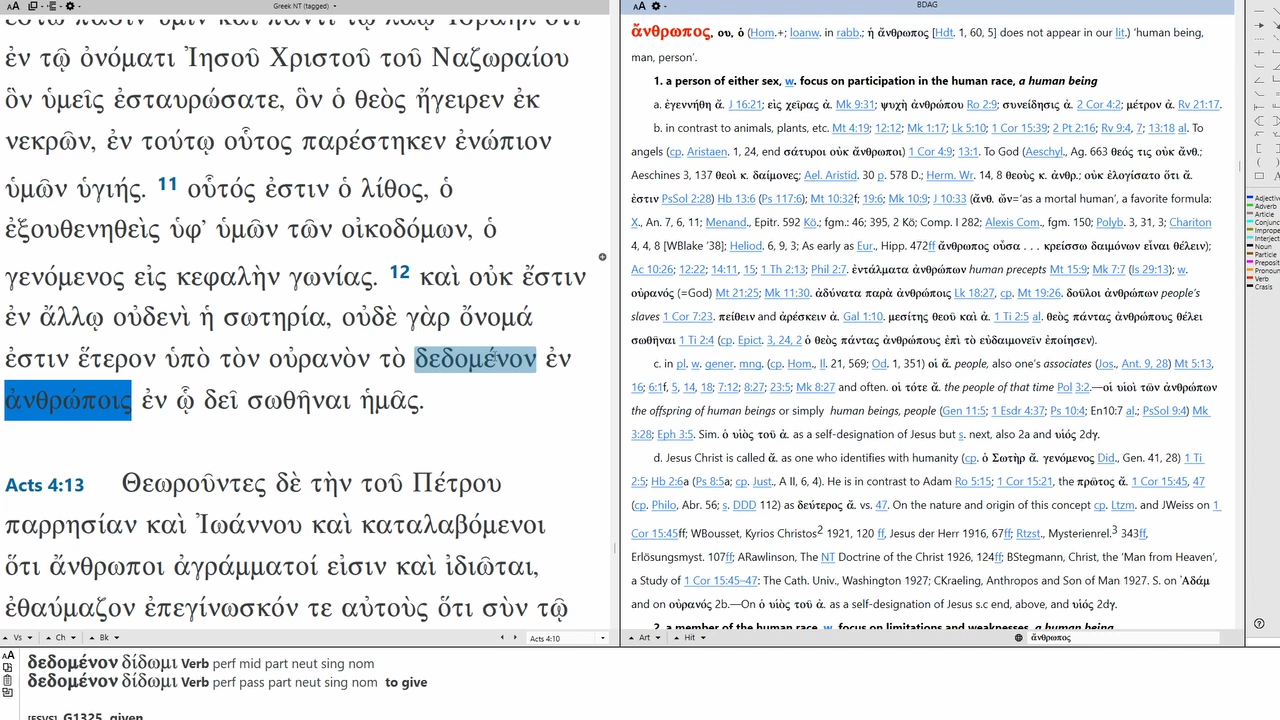 Greek NT (tagged)
ἐν τῷ ὀνόματι Ἰησοῦ Χριστοῦ τοῦ Ναζωραίου
ὃν ὑμεῖς ἐσταυρώσατε, ὃν ὁ θεὸς ἤγειρεν ἐκ
νεκρῶν, ἐν τούτῳ οὗτος παρέστηκεν ἐνώπιον
ὑμῶν ὑγιής. 11 οὗτός ἐστιν ὁ λίθος, ὁ
ἐξουθενηθεὶς ὑφ’ ὑμῶν τῶν οἰκοδόμων, ὁ
γενόμενος εἰς κεφαλὴν γωνίας. 12 καὶ οὐκ ἔστιν
ἐν ἄλλῳ οὐδενὶ ἡ σωτηρία, οὐδὲ γὰρ ὄνομά
ἐστιν ἕτερον ὑπὸ τὸν οὐρανὸν τὸ δεδομένον ἐν
ἀνθρώποις ἐν ᾧ δεῖ σωθῆναι ἡμᾶς.
Acts 4:13 Θεωροῦντες δὲ τὴν τοῦ Πέτρου
παρρησίαν καὶ Ἰωάννου καὶ καταλαβόμενοι
ὅτι ἄνθρωποι ἀγράμματοί εἰσιν καὶ ἰδιῶται,
ἐθαύμαζον ἐπεγίνωσκόν τε αὐτοὺς ὅτι σὺν τῷ
Vs Ch Bk Acts 4:10
BDAG
ἄνθρωπος, ου, ὁ (Hom.+; loanw. in rabb.; ἡ ἄνθρωπος [Hdt. 1, 60, 5] does not appear in our lit.) ‘human being,
man, person’.
1. a person of either sex, w. focus on participation in the human race, a human being
a. ἐγεννήθη ἄ. J 16:21; εἰς χεῖρας ἀ. Mk 9:31; ψυχὴ ἀνθρώπου Ro 2:9; συνείδησις ἀ. 2 Cor 4:2; μέτρον ἀ. Rv 21:17.
b. in contrast to animals, plants, etc. Mt 4:19; 12:12; Mk 1:17; Lk 5:10; 1 Cor 15:39; 2 Pt 2:16; Rv 9:4, 7; 13:18 al. To
angels (cp. Aristaen. 1, 24, end σάτυροι οὐκ ἄνθρωποι) 1 Cor 4:9; 13:1. To God (Aeschyl., Ag. 663 θεός τις οὐκ ἄνθ.;
Aeschines 3, 137 θεοὶ κ. δαίμονες; Ael. Aristid. 30 p. 578 D.; Herm. Wr. 14, 8 θεοὺς κ. ἀνθρ.; οὐκ ἐλογίσατο ὅτι ἄ.
ἐστιν PsSol 2:28) Hb 13:6 (Ps 117:6); Mt 10:32f; 19:6; Mk 10:9; J 10:33 (ἄνθ. ὤν=‘as a mortal human’, a favorite formula:
X., An. 7, 6, 11; Menand., Epitr. 592 Kö.; fgm.: 46; 395, 2 Kö; Comp. I 282; Alexis Com., fgm. 150; Polyb. 3, 31, 3; Chariton
4, 4, 8 [WBlake ’38]; Heliod. 6, 9, 3; As early as Eur., Hipp. 472ff ἄνθρωπος οὖσα . . . κρείσσω δαιμόνων εἶναι θέλειν);
Ac 10:26; 12:22; 14:11, 15; 1 Th 2:13; Phil 2:7. ἐντάλματα ἀνθρώπων human precepts Mt 15:9; Mk 7:7 (Is 29:13); w.
οὐρανός (=God) Mt 21:25; Mk 11:30. ἀδύνατα παρὰ ἀνθρώποις Lk 18:27, cp. Mt 19:26. δοῦλοι ἀνθρώπων people’s
slaves 1 Cor 7:23. πείθειν and ἀρέσκειν ἀ. Gal 1:10. μεσίτης θεοῦ καὶ ἀ. 1 Ti 2:5 al. θεὸς πάντας ἀνθρώπους θέλει
σωθῆναι 1 Ti 2:4 (cp. Epict. 3, 24, 2 ὁ θεὸς πάντας ἀνθρώπους ἐπὶ τὸ εὐδαιμονεῖν ἐποίησεν).
c. in pl. w. gener. mng. (cp. Hom., Il. 21, 569; Od. 1, 351) οἱ ἄ. people, also one’s associates (Jos., Ant. 9, 28) Mt 5:13,
16; 6:1f, 5, 14, 18; 7:12; 8:27; 23:5; Mk 8:27 and often. οἱ τότε ἄ. the people of that time Pol 3:2.—οἱ υἱοὶ τῶν ἀνθρώπων
the offspring of human beings or simply human beings, people (Gen 11:5; 1 Esdr 4:37; Ps 10:4; En10:7 al.; PsSol 9:4) Mk
3:28; Eph 3:5. Sim. ὁ υἱὸς τοῦ ἀ. as a self-designation of Jesus but s. next, also 2a and υἱός 2dγ.
d. Jesus Christ is called ἄ. as one who identifies with humanity (cp. ὁ Σωτὴρ ἄ. γενόμενος Did., Gen. 41, 28) 1 Ti
2:5; Hb 2:6a (Ps 8:5a; cp. Just., A II, 6, 4). He is in contrast to Adam Ro 5:15; 1 Cor 15:21, the πρῶτος ἄ. 1 Cor 15:45, 47
(cp. Philo, Abr. 56; s. DDD 112) as δεύτερος ἄ. vs. 47. On the nature and origin of this concept cp. Ltzm. and JWeiss on 1
Cor 15:45ff; WBousset, Kyrios Christos2 1921, 120 ff, Jesus der Herr 1916, 67ff; Rtzst., Mysterienrel.3 343ff,
Erlösungsmyst. 107ff; ARawlinson, The NT Doctrine of the Christ 1926, 124ff; BStegmann, Christ, the ‘Man from Heaven’,
a Study of 1 Cor 15:45–47: The Cath. Univ., Washington 1927; CKraeling, Anthropos and Son of Man 1927. S. on Ἀδάμ
and on οὐρανός 2b.—On ὁ υἱὸς τοῦ ἀ. as a self-designation of Jesus s.c end, above, and υἱός 2dγ.
2. a member of the human race, w. focus on limitations and weaknesses, a human being
Art Hit ἄνθρωπος
Adverb
Article
Noun
Particle
Verb
Crasis
δεδομένον δίδωμι Verb perf mid part neut sing nom
δεδομένον δίδωμι Verb perf pass part neut sing nom to give
[ESVS] G1325, given